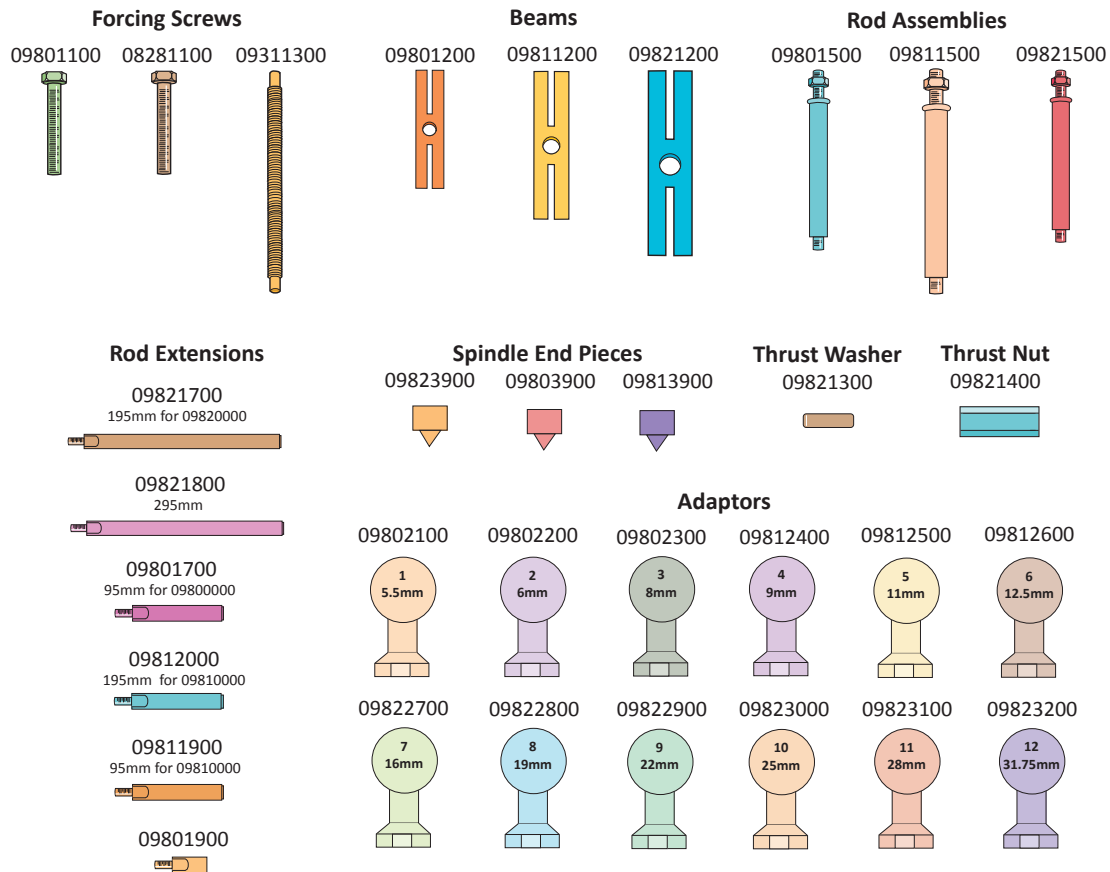 Forcing Screws
09801100
08281100
09311300
Beams
09801200
09811200
09821200
Rod Assemblies
09801500
09811500
09821500
Rod Extensions
09821700
195mm for 09820000
09821800
295mm
09801700
95mm for 09800000
09812000
195mm for 09810000
09811900
95mm for 09810000
09801900
Spindle End Pieces
09823900
09803900
09813900
Thrust Washer
09821300
Thrust Nut
09821400
Adaptors
09802100
1
5.5mm
09802200
2
6mm
09802300
3
8mm
09812400
4
9mm
09812500
5
11mm
09812600
6
12.5mm
09822700
7
16mm
09822800
8
19mm
09822900
9
22mm
09823000
10
25mm
09823100
11
28mm
09823200
12
31.75mm